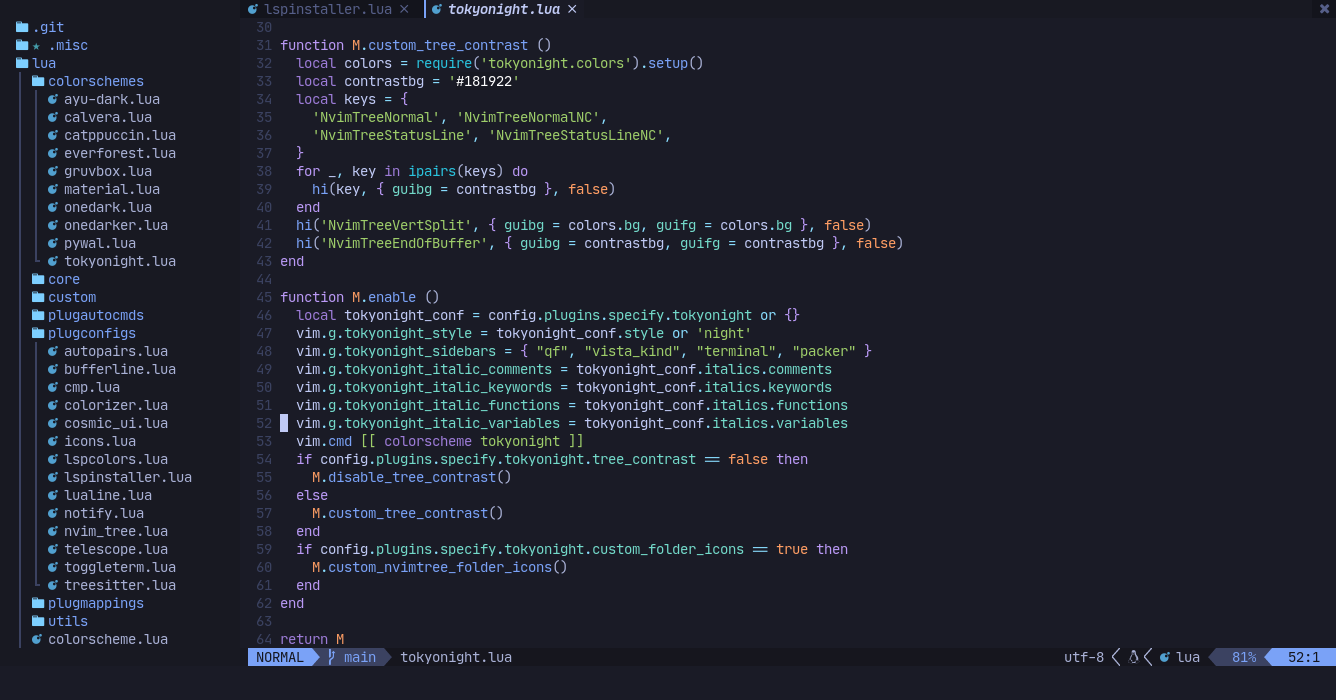 lspinstaller.lua ×
tokyonight.lua ×
.git
★ .misc
lua
colorschemes
ayu-dark.lua
calvera.lua
catppuccin.lua
everforest.lua
gruvbox.lua
material.lua
onedark.lua
onedarker.lua
pywal.lua
tokyonight.lua
core
custom
plugautocmds
plugconfigs
autopairs.lua
bufferline.lua
cmp.lua
colorizer.lua
cosmic_ui.lua
icons.lua
lspcolors.lua
lspinstaller.lua
lualine.lua
notify.lua
nvim_tree.lua
telescope.lua
toggleterm.lua
treesitter.lua
plugmappings
utils
colorscheme.lua
30
31 function M.custom_tree_contrast ()
32   local colors = require('tokyonight.colors').setup()
33   local contrastbg = '#181922'
34   local keys = {
35     'NvimTreeNormal', 'NvimTreeNormalNC',
36     'NvimTreeStatusLine', 'NvimTreeStatusLineNC',
37   }
38   for _, key in ipairs(keys) do
39     hi(key, { guibg = contrastbg }, false)
40   end
41   hi('NvimTreeVertSplit', { guibg = colors.bg, guifg = colors.bg }, false)
42   hi('NvimTreeEndOfBuffer', { guibg = contrastbg, guifg = contrastbg }, false)
43 end
44
45 function M.enable ()
46   local tokyonight_conf = config.plugins.specify.tokyonight or {}
47   vim.g.tokyonight_style = tokyonight_conf.style or 'night'
48   vim.g.tokyonight_sidebars = { "qf", "vista_kind", "terminal", "packer" }
49   vim.g.tokyonight_italic_comments = tokyonight_conf.italics.comments
50   vim.g.tokyonight_italic_keywords = tokyonight_conf.italics.keywords
51   vim.g.tokyonight_italic_functions = tokyonight_conf.italics.functions
52   vim.g.tokyonight_italic_variables = tokyonight_conf.italics.variables
53   vim.cmd [[ colorscheme tokyonight ]]
54   if config.plugins.specify.tokyonight.tree_contrast == false then
55     M.disable_tree_contrast()
56   else
57     M.custom_tree_contrast()
58   end
59   if config.plugins.specify.tokyonight.custom_folder_icons == true then
60     M.custom_nvimtree_folder_icons()
61   end
62 end
63
64 return M
NORMAL main tokyonight.lua utf-8 lua 81% 52:1